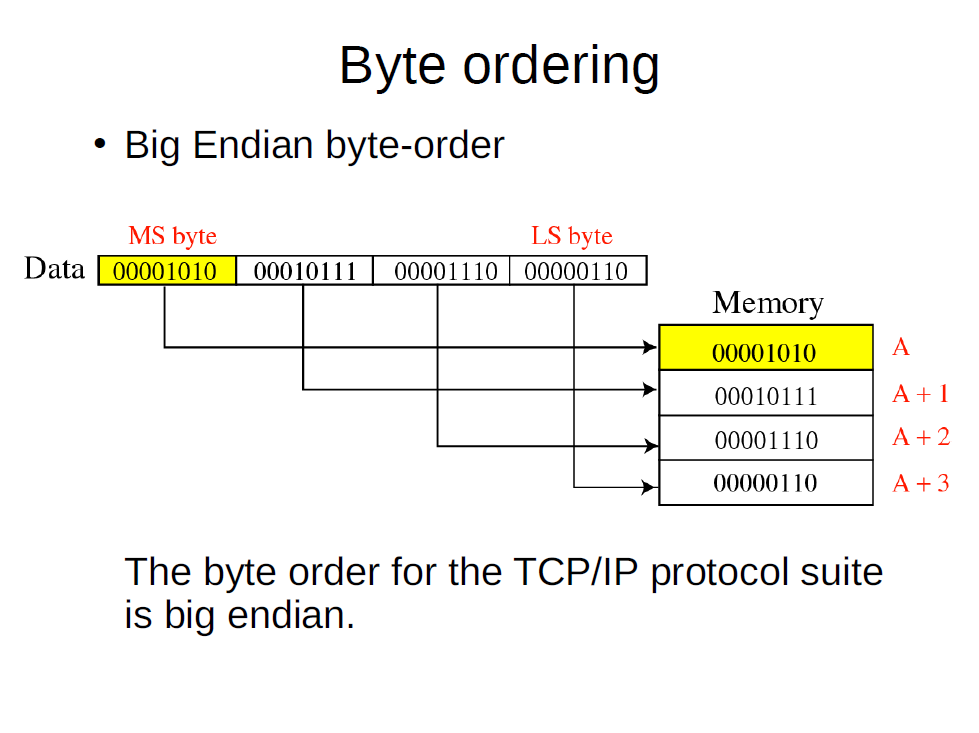 Byte ordering
• Big Endian byte-order
MS byte LS byte
Data 00001010 00010111 00001110 00000110
Memory
00001010 A
00010111 A + 1
00001110 A + 2
00000110 A + 3
The byte order for the TCP/IP protocol suite
is big endian.